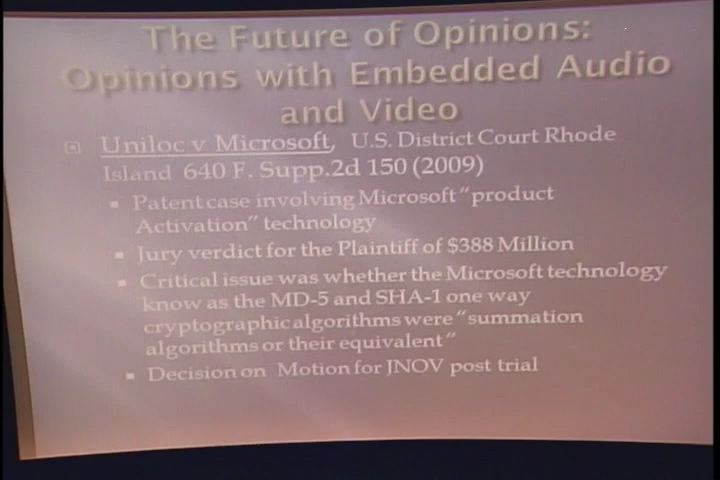 The Future of Opinions:
Opinions with Embedded Audio
and Video
Uniloc v Microsoft, U.S. District Court Rhode
Island 640 F. Supp.2d 150 (2009)
Patent case involving Microsoft "product
Activation" technology
Jury verdict for the Plaintiff of $388 Million
Critical issue was whether the Microsoft technology
know as the MD-5 and SHA-1 one way
cryptographic algorithms were "summation
algorithms or their equivalent"
Decision on Motion for JNOV post trial